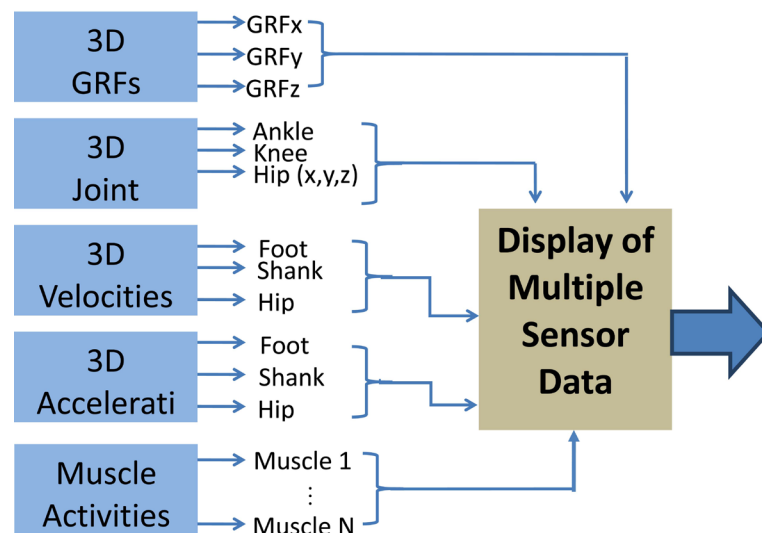 3D
GRFs
GRFx
GRFy
GRFz
3D
Joint
Ankle
Knee
Hip (x,y,z)
3D
Velocities
Foot
Shank
Hip
3D
Accelerati
Foot
Shank
Hip
Muscle
Activities
Muscle 1
⋮
Muscle N
Display of
Multiple
Sensor
Data